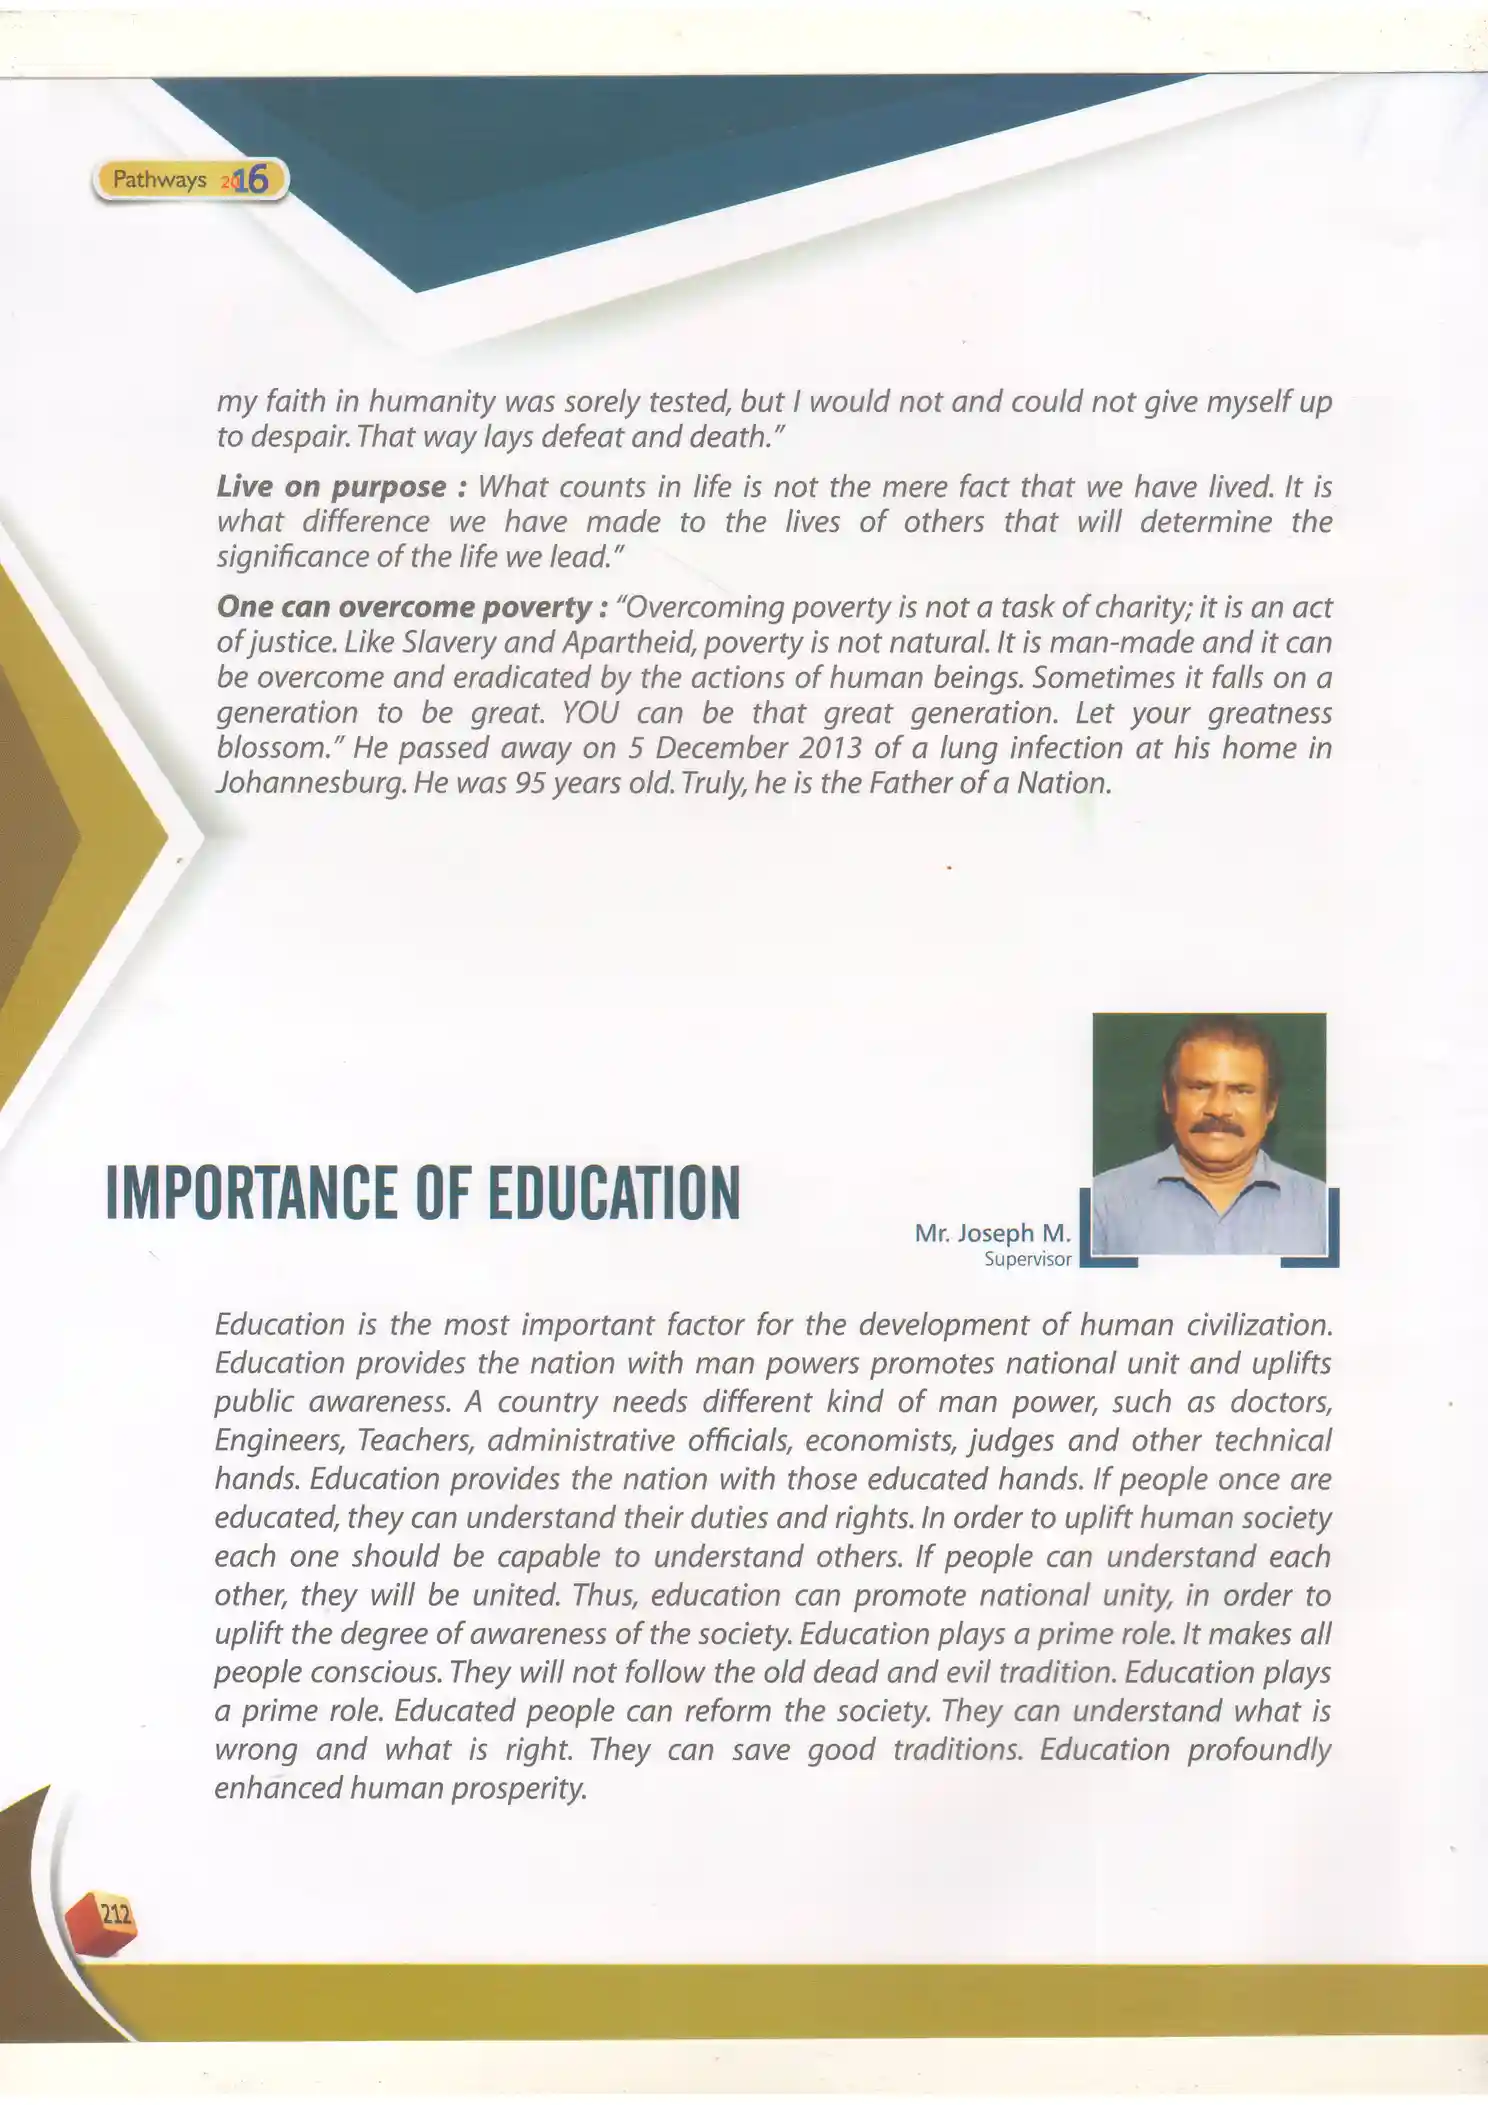 Pathways 2016
my faith in humanity was sorely tested, but I would not and could not give myself up
to despair. That way lays defeat and death."
Live on purpose : What counts in life is not the mere fact that we have lived. It is
what difference we have made to the lives of others that will determine the
significance of the life we lead."
One can overcome poverty : "Overcoming poverty is not a task of charity; it is an act
of justice. Like Slavery and Apartheid, poverty is not natural. It is man-made and it can
be overcome and eradicated by the actions of human beings. Sometimes it falls on a
generation to be great. YOU can be that great generation. Let your greatness
blossom." He passed away on 5 December 2013 of a lung infection at his home in
Johannesburg. He was 95 years old. Truly, he is the Father of a Nation.
IMPORTANCE OF EDUCATION
Mr. Joseph M.
Supervisor
Education is the most important factor for the development of human civilization.
Education provides the nation with man powers promotes national unit and uplifts
public awareness. A country needs different kind of man power, such as doctors,
Engineers, Teachers, administrative officials, economists, judges and other technical
hands. Education provides the nation with those educated hands. If people once are
educated, they can understand their duties and rights. In order to uplift human society
each one should be capable to understand others. If people can understand each
other, they will be united. Thus, education can promote national unity, in order to
uplift the degree of awareness of the society. Education plays a prime role. It makes all
people conscious. They will not follow the old dead and evil tradition. Education plays
a prime role. Educated people can reform the society. They can understand what is
wrong and what is right. They can save good traditions. Education profoundly
enhanced human prosperity.
212